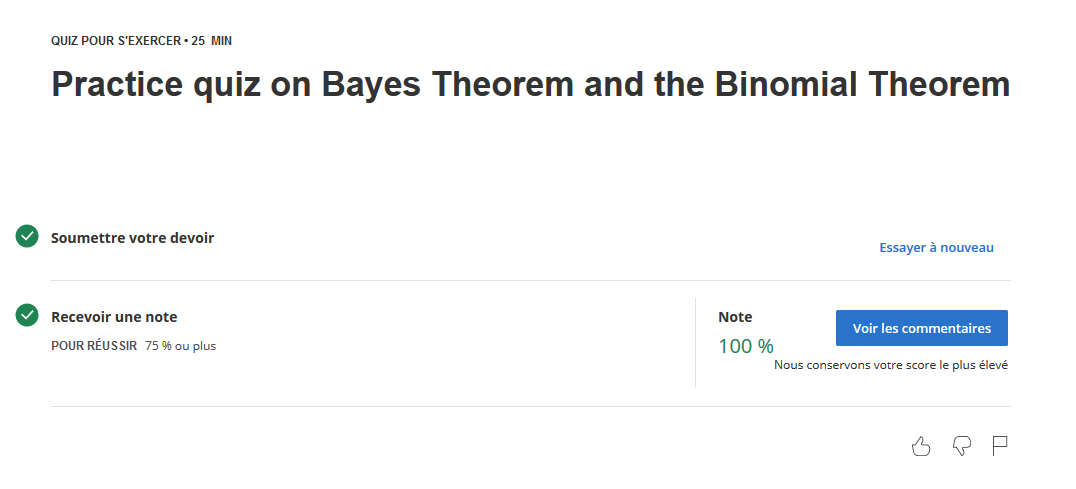 QUIZ POUR S'EXERCER • 25 MIN
Practice quiz on Bayes Theorem and the Binomial Theorem
Soumettre votre devoir
Essayer à nouveau
Recevoir une note
POUR RÉUSSIR 75 % ou plus
Note
100 %
Voir les commentaires
Nous conservons votre score le plus élevé